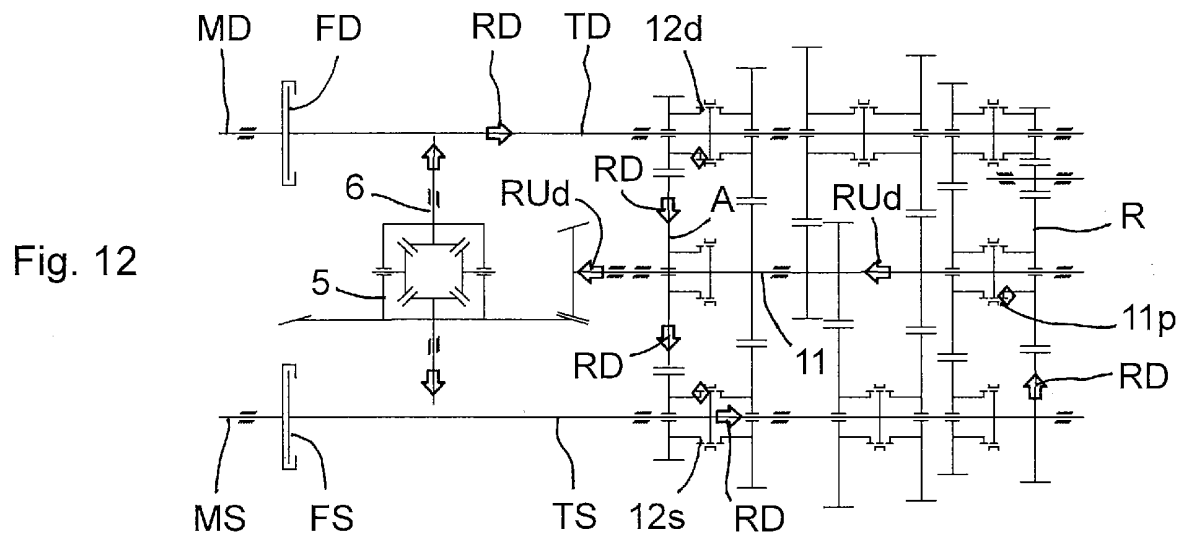 MD FD RD TD 12d
RD
6 RUd A RUd R
Fig. 12
5 11p
RD 11 RD
MS FS TS 12s RD